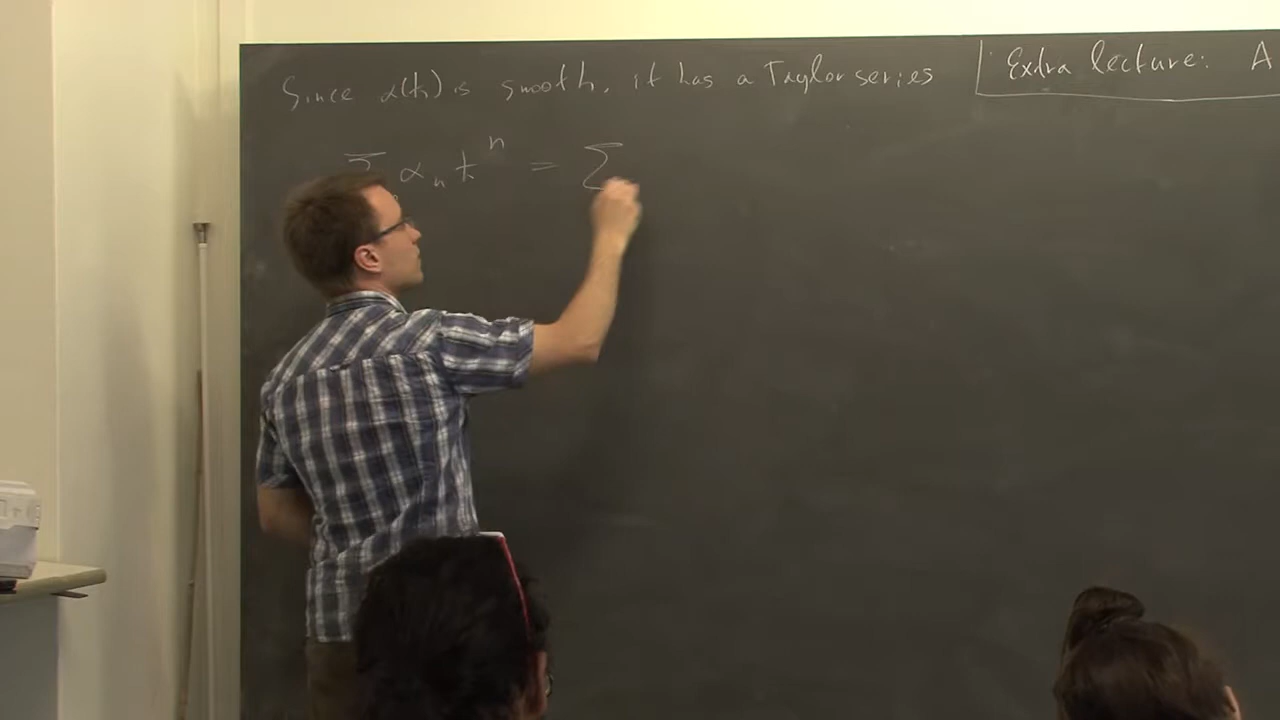 Since α(t) is smooth, it has a Taylor series
Extra lecture: A
Σ αₙ tⁿ = Σ